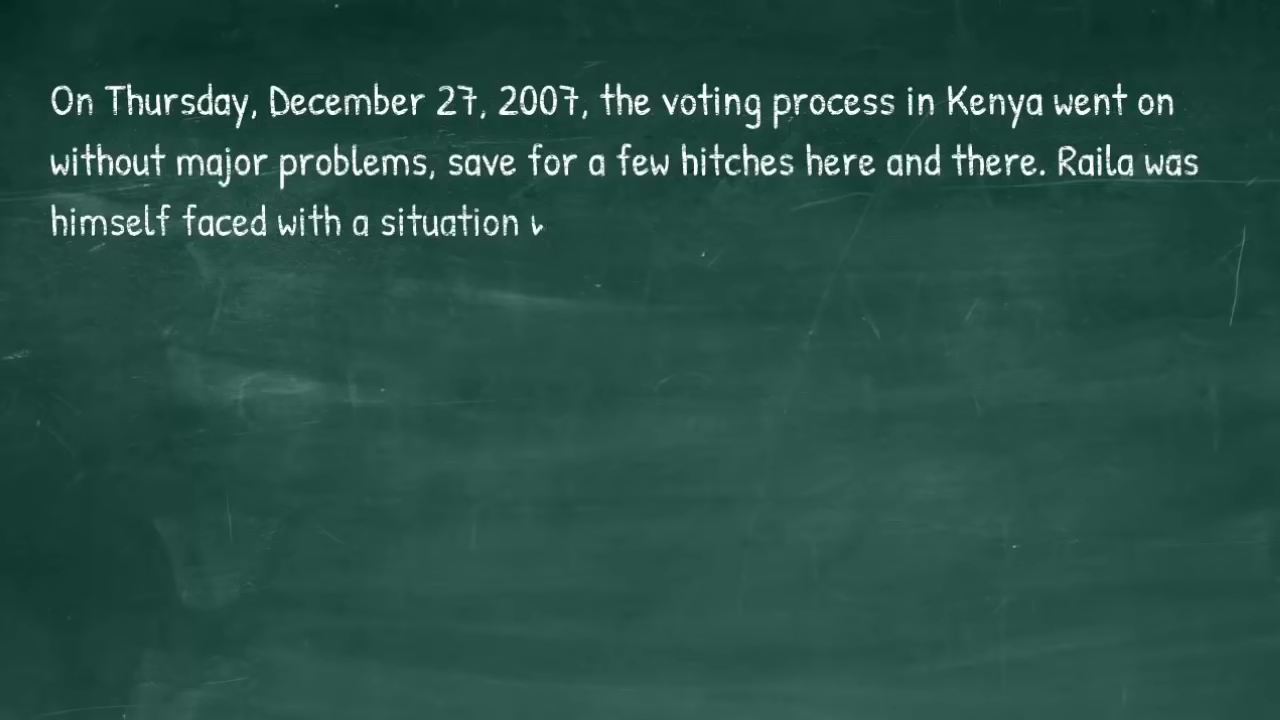 On Thursday, December 27, 2007, the voting process in Kenya went on
without major problems, save for a few hitches here and there. Raila was
himself faced with a situation